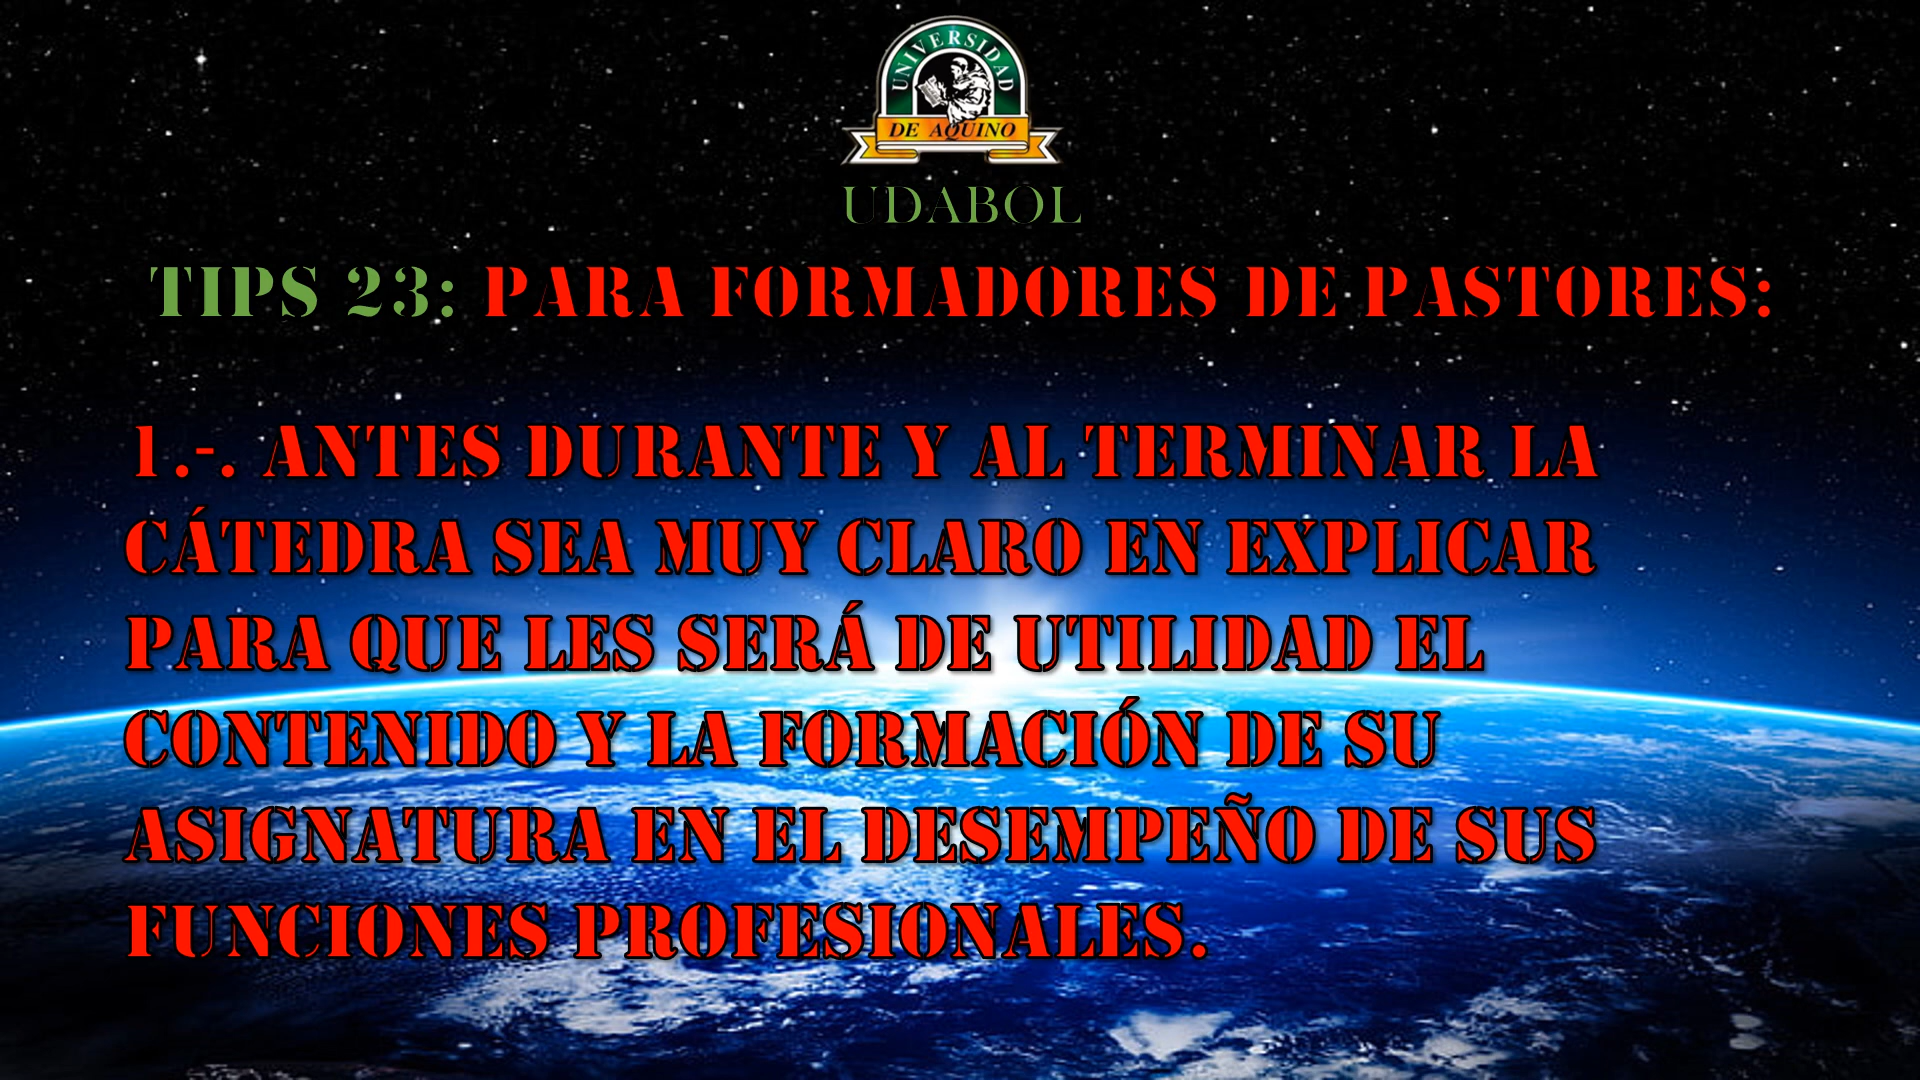 UNIVERSIDAD
DE AQUINO
UDABOL
TIPS 23: PARA FORMADORES DE PASTORES:
1.-. ANTES DURANTE Y AL TERMINAR LA
CÁTEDRA SEA MUY CLARO EN EXPLICAR
PARA QUE LES SERÁ DE UTILIDAD EL
CONTENIDO Y LA FORMACIÓN DE SU
ASIGNATURA EN EL DESEMPEÑO DE SUS
FUNCIONES PROFESIONALES.